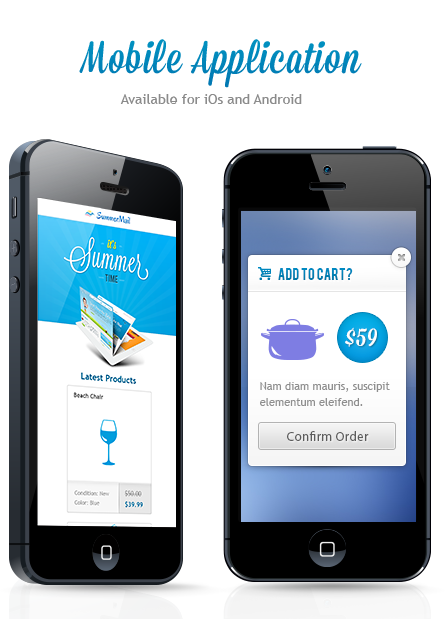 Mobile Application
Available for iOs and Android
SummerMail
it's
Summer
TIME
Latest Products
Beach Chair
Condition: New
$50.00
Color: Blue
$39.99
ADD TO CART?
$59
Nam diam mauris, suscipit
elementum eleifend.
Confirm Order